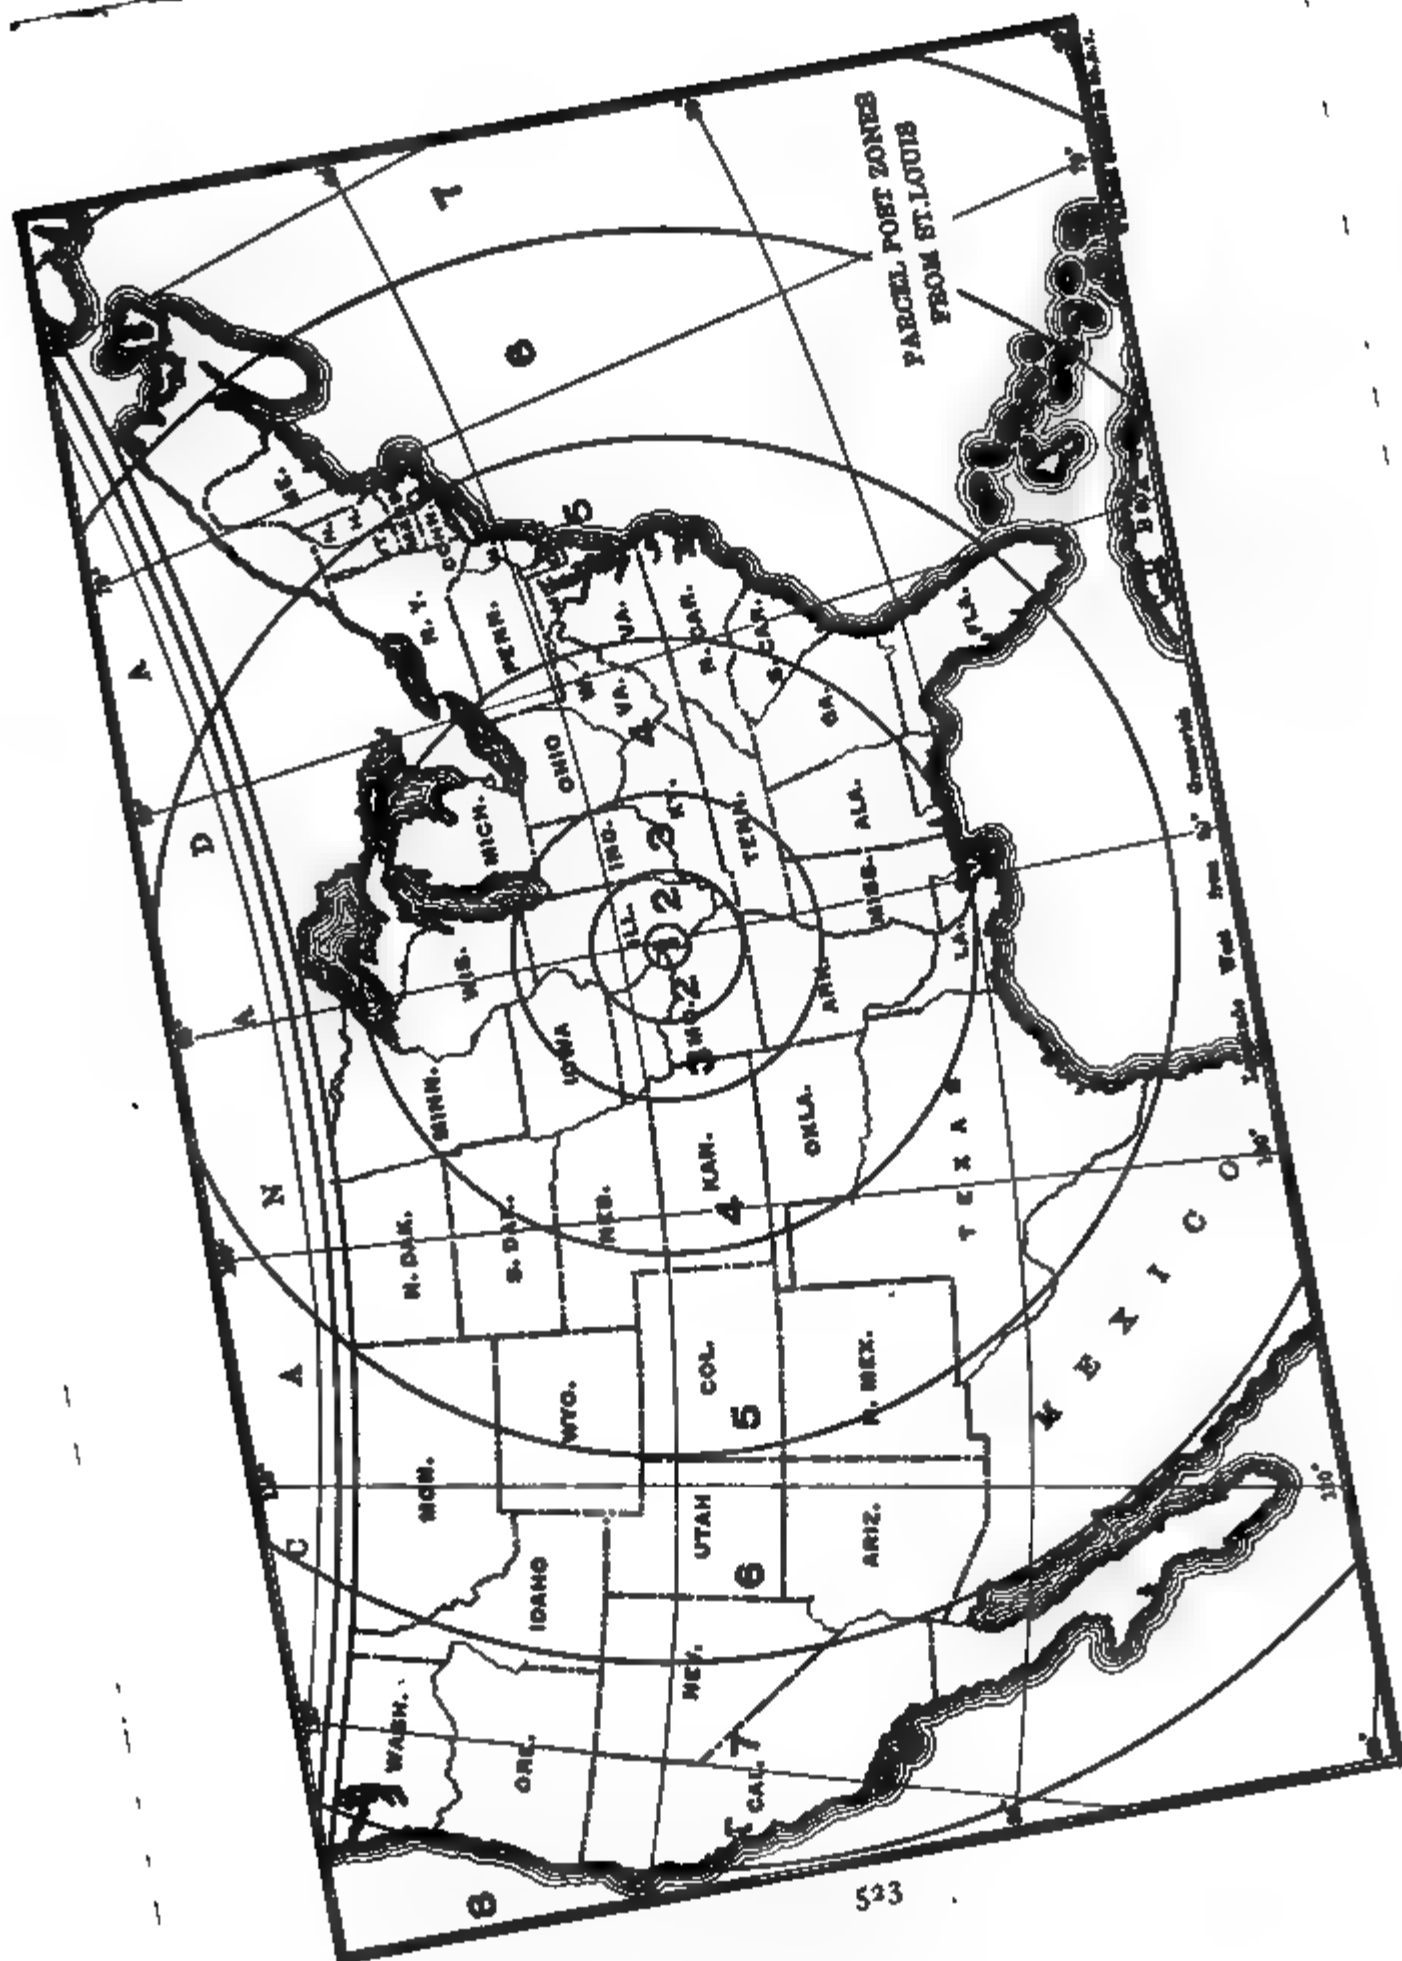 PARCEL POST ZONES
FROM ST. LOUIS
C A N A D A
WASH.
ORE.
IDAHO
MON.
WYO.
N. DAK.
S. DAK.
NEB.
MINN.
IOWA
WIS.
MICH.
ILL.
IND.
OHIO
PENN.
N. Y.
CONN.
ME.
CAL.
NEV.
UTAH
ARIZ.
COL.
N. MEX.
KAN.
OKLA.
TEXAS
MO.
ARK.
LA.
MISS.
ALA.
GA.
FLA.
TENN.
KY.
W.
VA.
VA.
N. CAR.
S. CAR.
MEXICO
1
2
2
3
3
4
4
5
5
6
6
7
7
8
110°
523